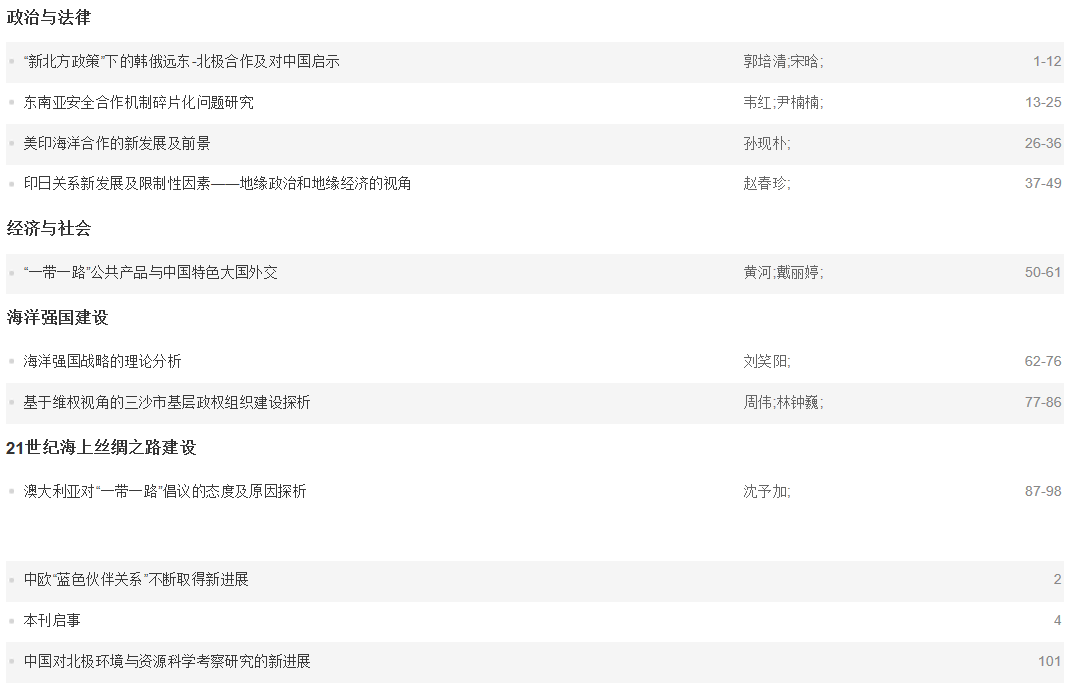 政治与法律
“新北方政策”下的韩俄远东-北极合作及对中国启示 郭培清;宋晗; 1-12
东南亚安全合作机制碎片化问题研究 韦红;尹楠楠; 13-25
美印海洋合作的新发展及前景 孙现朴; 26-36
印日关系新发展及限制性因素——地缘政治和地缘经济的视角 赵春珍; 37-49
经济与社会
“一带一路”公共产品与中国特色大国外交 黄河;戴丽婷; 50-61
海洋强国建设
海洋强国战略的理论分析 刘笑阳; 62-76
基于维权视角的三沙市基层政权组织建设探析 周伟;林钟巍; 77-86
21世纪海上丝绸之路建设
澳大利亚对“一带一路”倡议的态度及原因探析 沈予加; 87-98
中欧“蓝色伙伴关系”不断取得新进展 2
本刊启事 4
中国对北极环境与资源科学考察研究的新进展 101